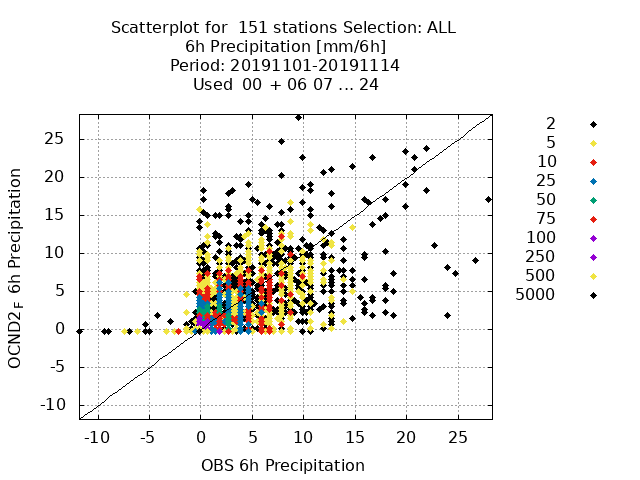 Scatterplot for  151 stations Selection: ALL
6h Precipitation [mm/6h]
Period: 20191101-20191114
Used  00 + 06 07 ... 24
OCND2F 6h Precipitation
25
20
15
10
5
0
-5
-10
-10 -5 0 5 10 15 20 25
OBS 6h Precipitation
2
5
10
25
50
75
100
250
500
5000